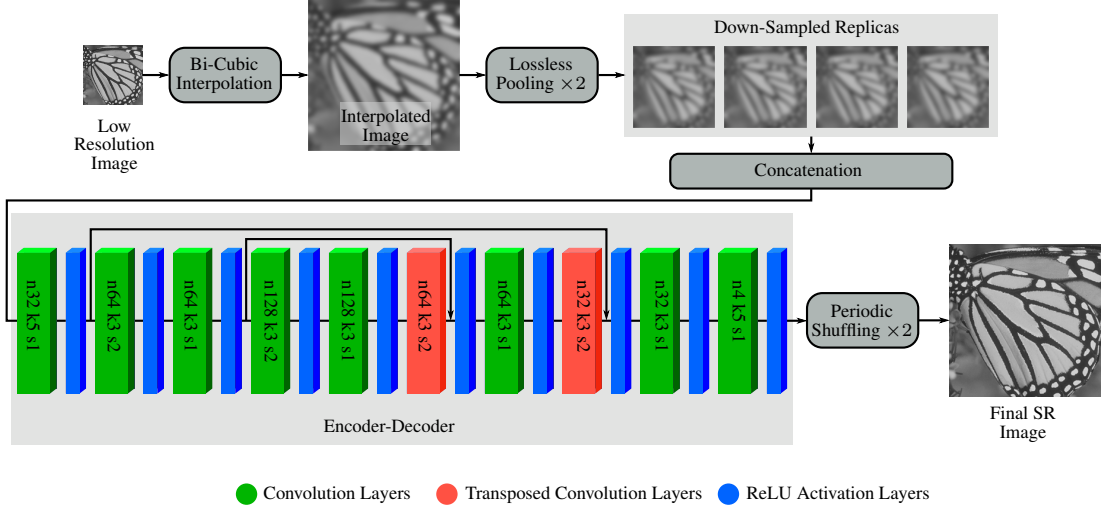 Down-Sampled Replicas
Bi-Cubic
Interpolation
Lossless
Pooling ×2
Interpolated
Image
Low
Resolution
Image
Concatenation
n32 k5 s1
n64 k3 s2
n64 k3 s1
n128 k3 s2
n128 k3 s1
n64 k3 s2
n64 k3 s1
n32 k3 s2
n32 k3 s1
n4 k5 s1
Periodic
Shuffling ×2
Final SR
Image
Encoder-Decoder
Convolution Layers
Transposed Convolution Layers
ReLU Activation Layers